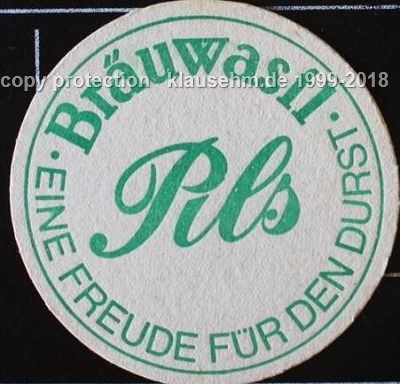 Bräuwastl
copy protection - klausehm.de 1999-2018
Pils
· EINE FREUDE FÜR DEN DURST ·